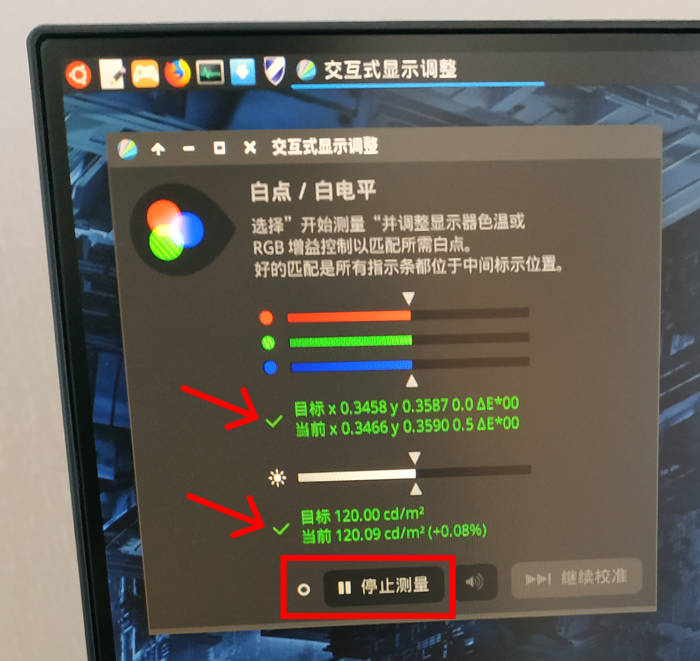 交互式显示调整
交互式显示调整
白点 / 白电平
选择”开始测量“并调整显示器色温或
RGB 增益控制以匹配所需白点。
好的匹配是所有指示条都位于中间标示位置。
目标 x 0.3458 y 0.3587 0.0 ΔE*00
当前 x 0.3466 y 0.3590 0.5 ΔE*00
目标 120.00 cd/m²
当前 120.09 cd/m² (+0.08%)
停止测量 继续校准